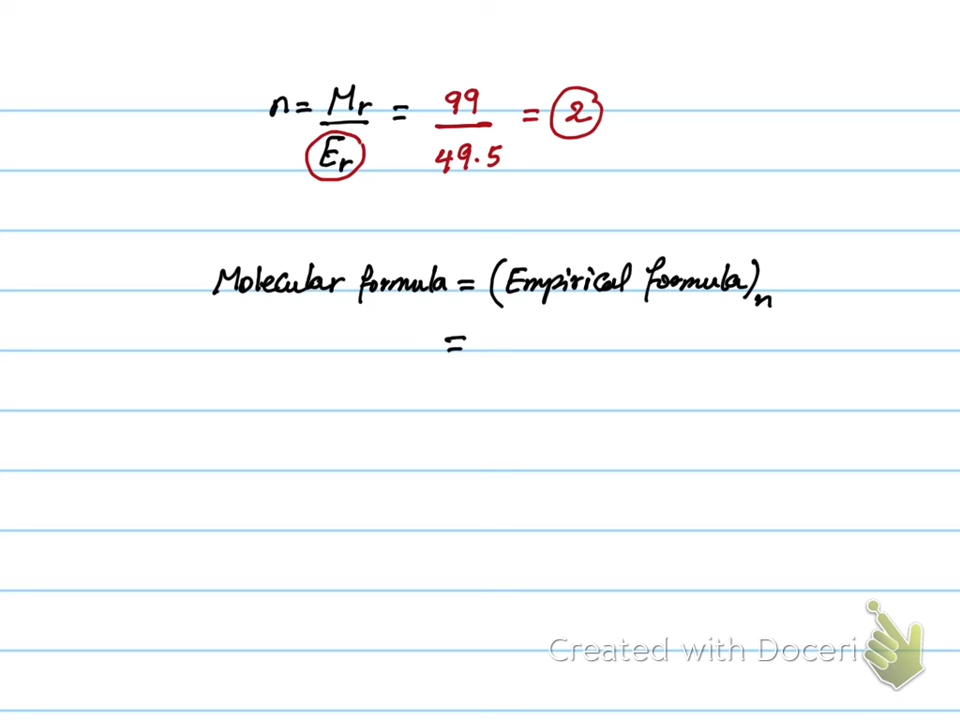 n = Mr / Er = 99 / 49.5 = 2
Molecular formula = (Empirical formula)n
=
Created with Doceri